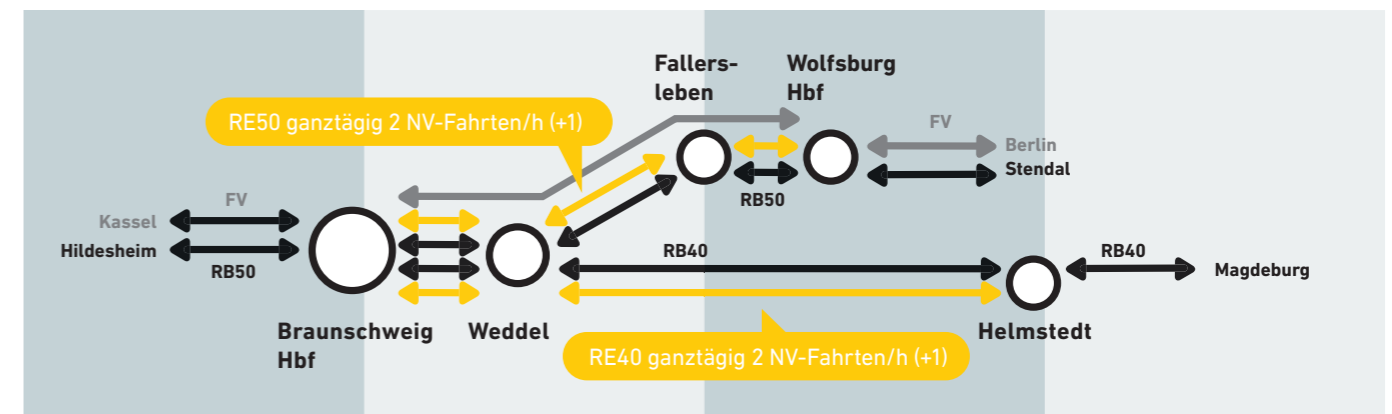 Fallers-
leben
Wolfsburg
Hbf
RE50 ganztägig 2 NV-Fahrten/h (+1)
FV
Berlin
Stendal
RB50
FV
Kassel
Hildesheim
RB50
RB40
RB40
Magdeburg
Braunschweig
Hbf
Weddel
Helmstedt
RE40 ganztägig 2 NV-Fahrten/h (+1)